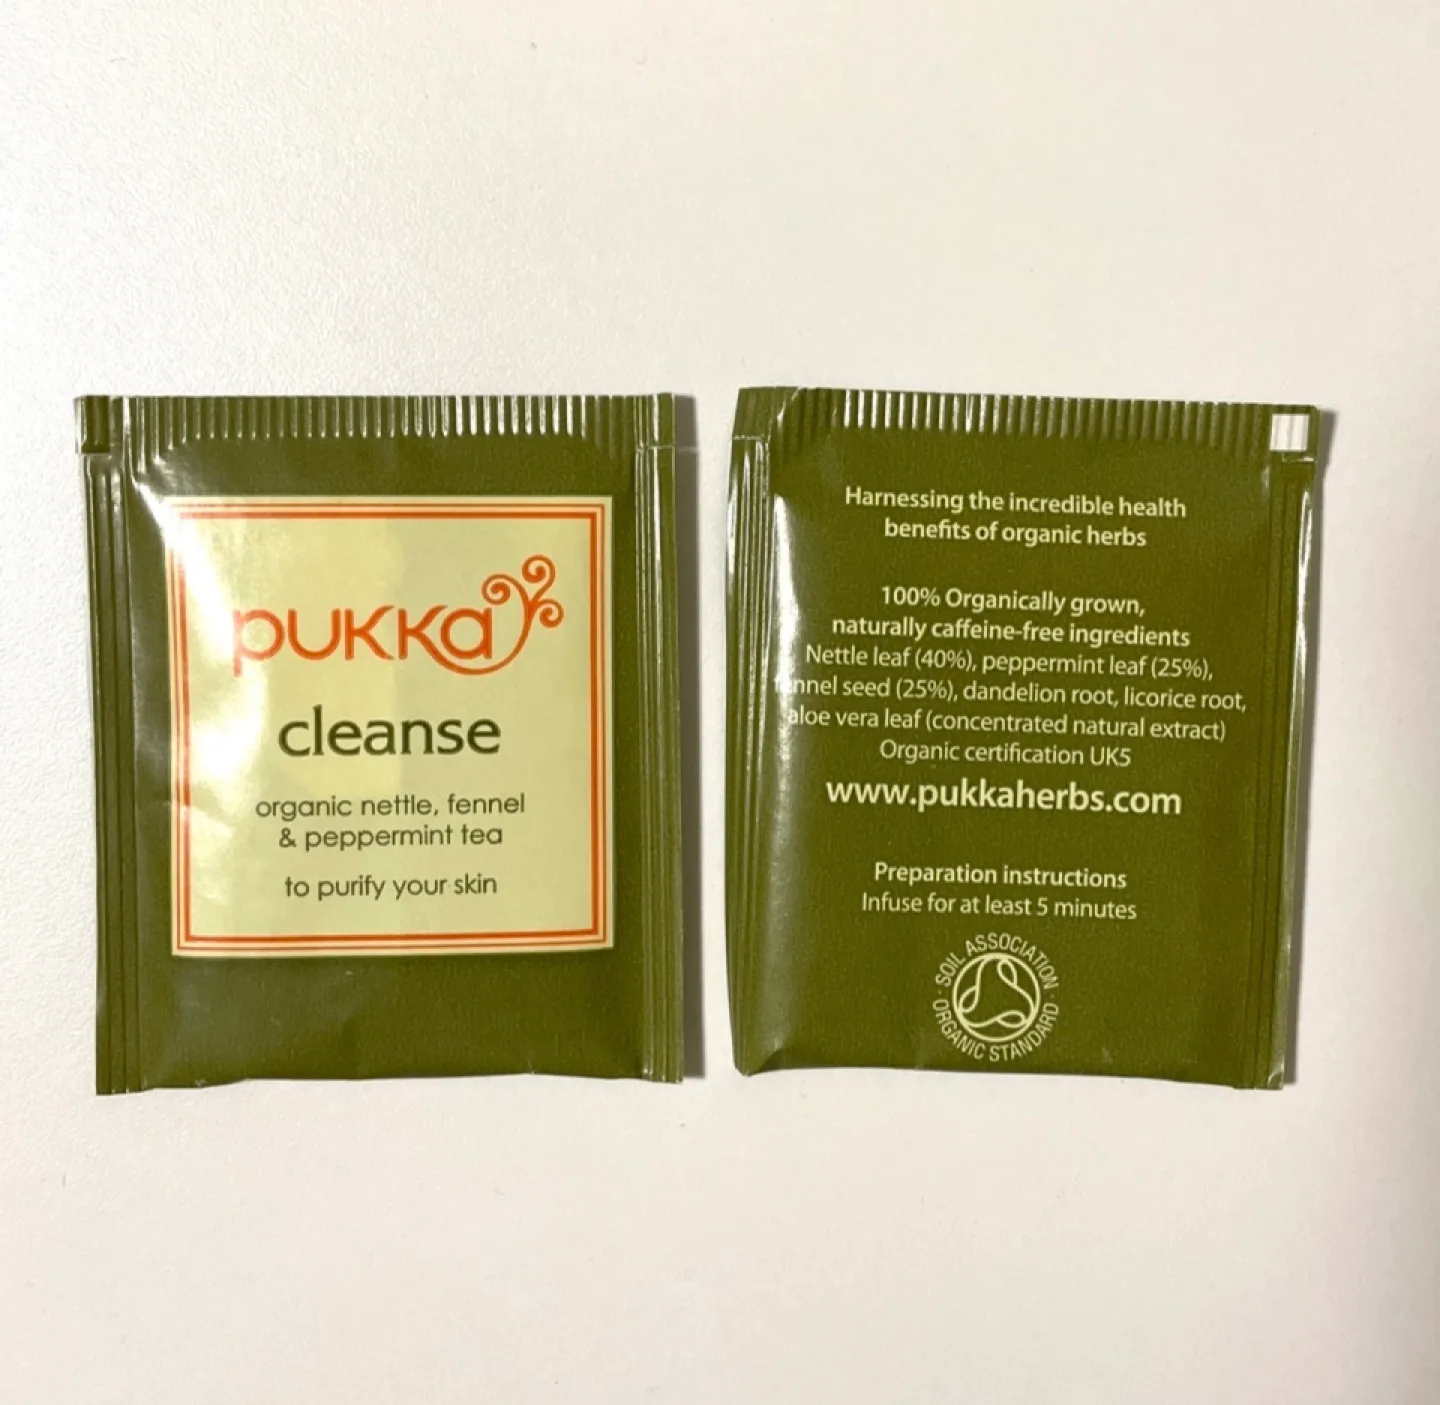 pukka
cleanse
organic nettle, fennel
& peppermint tea
to purify your skin
Harnessing the incredible health
benefits of organic herbs
100% Organically grown,
naturally caffeine-free ingredients
Nettle leaf (40%), peppermint leaf (25%),
fennel seed (25%), dandelion root, licorice root,
aloe vera leaf (concentrated natural extract)
Organic certification UK5
www.pukkaherbs.com
Preparation instructions
Infuse for at least 5 minutes
SOIL ASSOCIATION
ORGANIC STANDARD